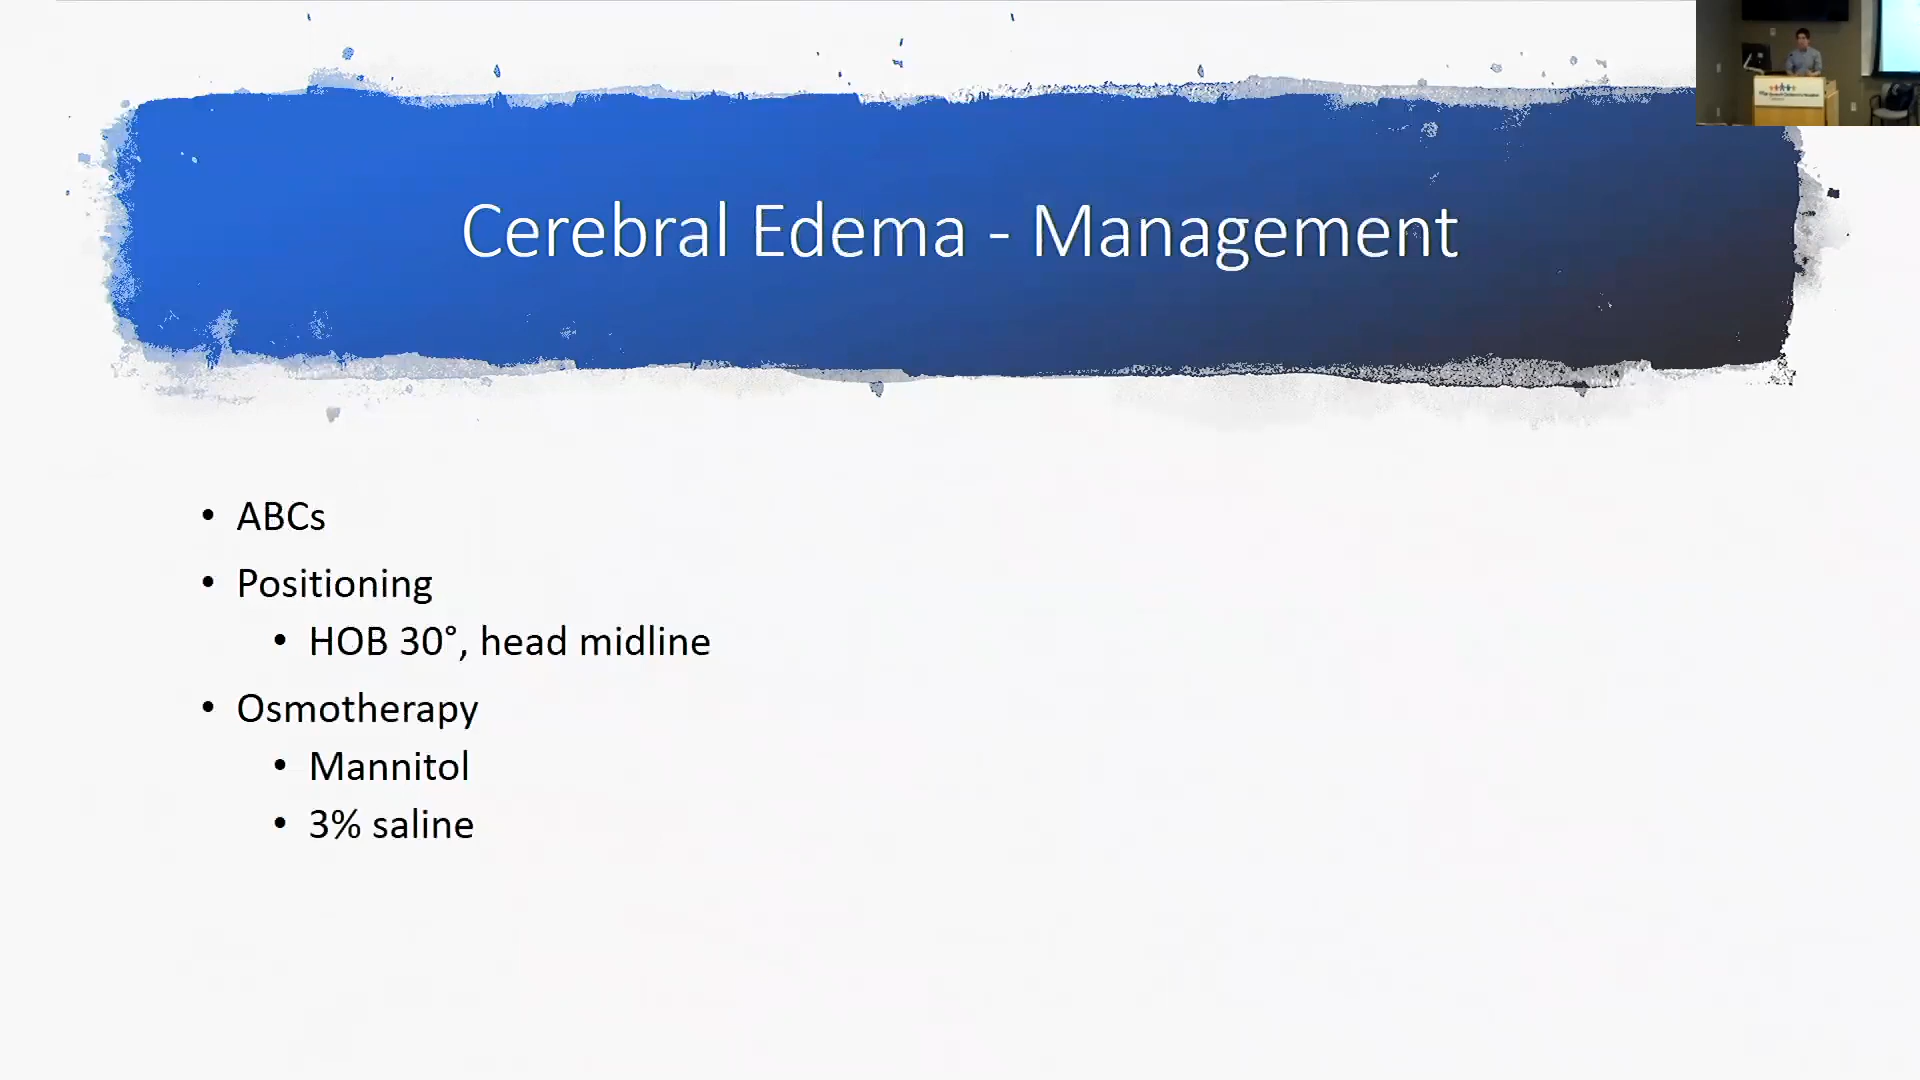 Cerebral Edema - Management
• ABCs
• Positioning
• HOB 30°, head midline
• Osmotherapy
• Mannitol
• 3% saline